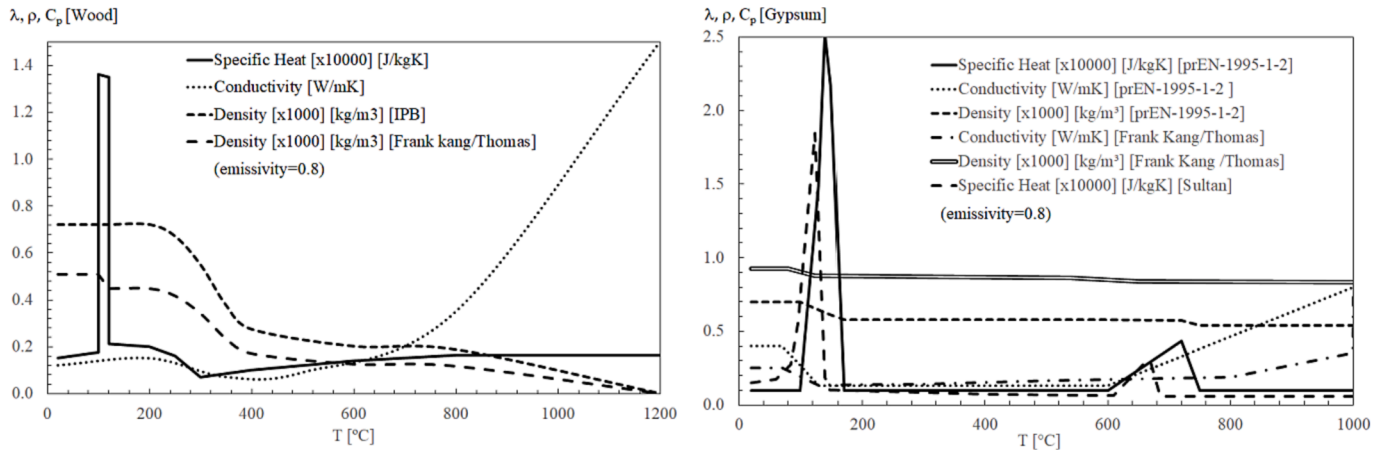 λ, ρ, Cp [Wood]
1.4
1.2
1.0
0.8
0.6
0.4
0.2
0.0
Specific Heat [x10000] [J/kgK]
Conductivity [W/mK]
Density [x1000] [kg/m3] [IPB]
Density [x1000] [kg/m3] [Frank kang/Thomas]
(emissivity=0.8)
0 200 400 600 800 1000 1200
T [ºC]
λ, ρ, Cp [Gypsum]
2.5
2.0
1.5
1.0
0.5
0.0
Specific Heat [x10000] [J/kgK] [prEN-1995-1-2]
Conductivity [W/mK] [prEN-1995-1-2 ]
Density [x1000] [kg/m³] [prEN-1995-1-2]
Conductivity [W/mK] [Frank Kang/Thomas]
Density [x1000] [kg/m³] [Frank Kang /Thomas]
Specific Heat [x10000] [J/kgK] [Sultan]
(emissivity=0.8)
0 200 400 600 800 1000
T [°C]